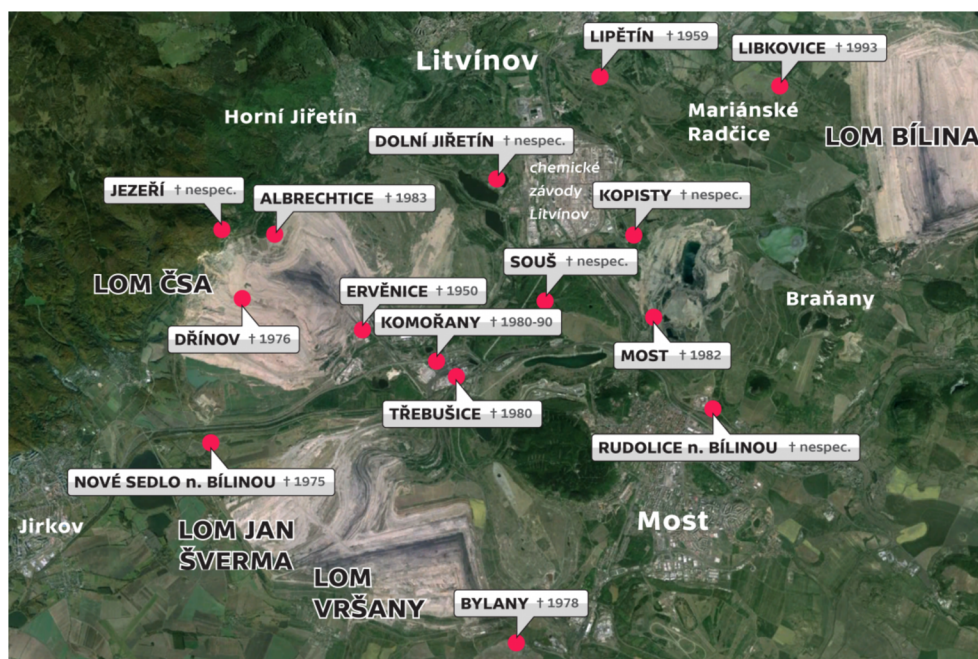 LIPĚTÍN † 1959
LIBKOVICE † 1993
Litvínov
Mariánské
Radčice
Horní Jiřetín
LOM BÍLINA
DOLNÍ JIŘETÍN † nespec.
chemické
závody
Litvínov
JEZEŘÍ † nespec.
ALBRECHTICE † 1983
KOPISTY † nespec.
SOUŠ † nespec.
LOM ČSA
ERVĚNICE † 1950
Braňany
KOMOŘANY † 1980-90
DŘÍNOV † 1976
MOST † 1982
TŘEBUŠICE † 1980
RUDOLICE n. BÍLINOU † nespec.
NOVÉ SEDLO n. BÍLINOU † 1975
Jirkov
LOM JAN
ŠVERMA
Most
LOM
VRŠANY
BYLANY † 1978